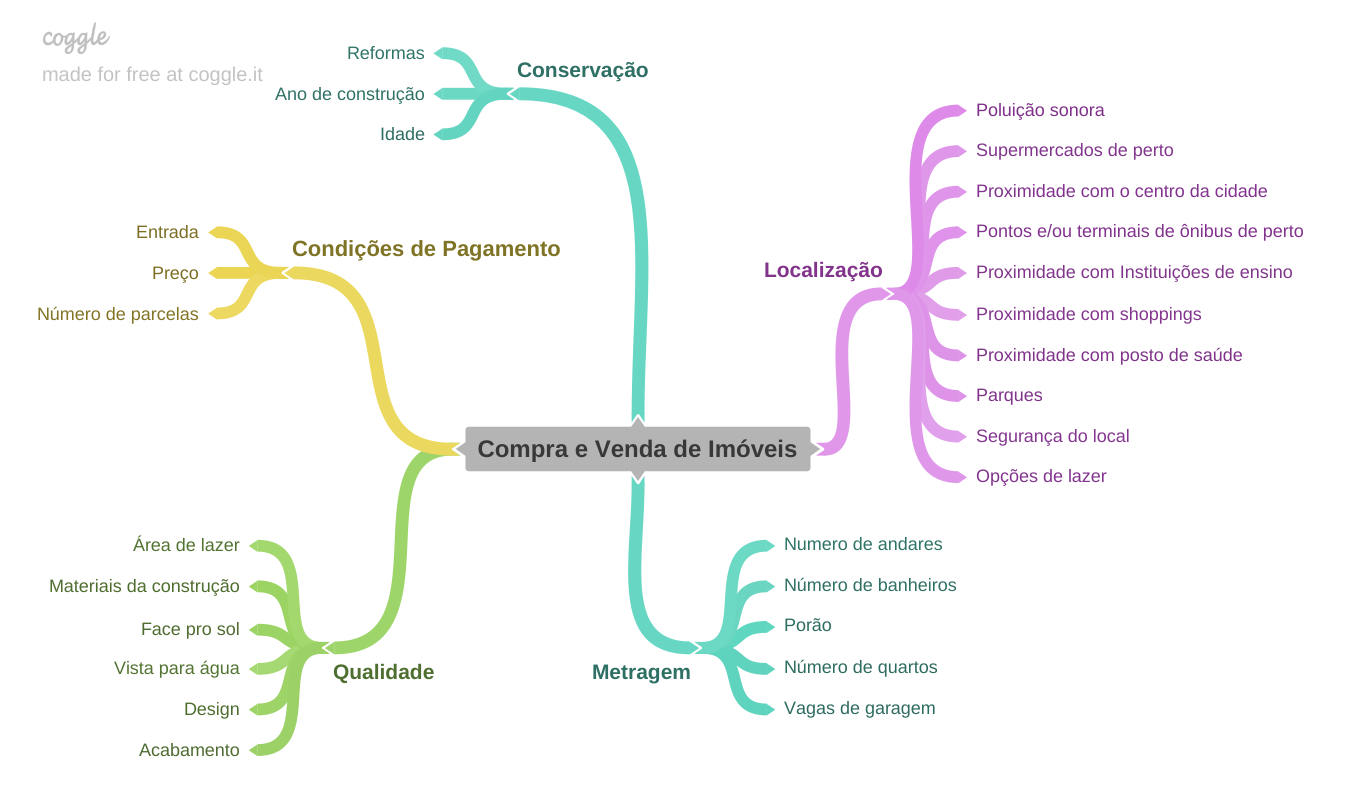 coggle
made for free at coggle.it
Conservação
Reformas
Ano de construção
Idade
Condições de Pagamento
Entrada
Preço
Número de parcelas
Localização
Poluição sonora
Supermercados de perto
Proximidade com o centro da cidade
Pontos e/ou terminais de ônibus de perto
Proximidade com Instituições de ensino
Proximidade com shoppings
Proximidade com posto de saúde
Parques
Segurança do local
Opções de lazer
Compra e Venda de Imóveis
Qualidade
Área de lazer
Materiais da construção
Face pro sol
Vista para água
Design
Acabamento
Metragem
Numero de andares
Número de banheiros
Porão
Número de quartos
Vagas de garagem